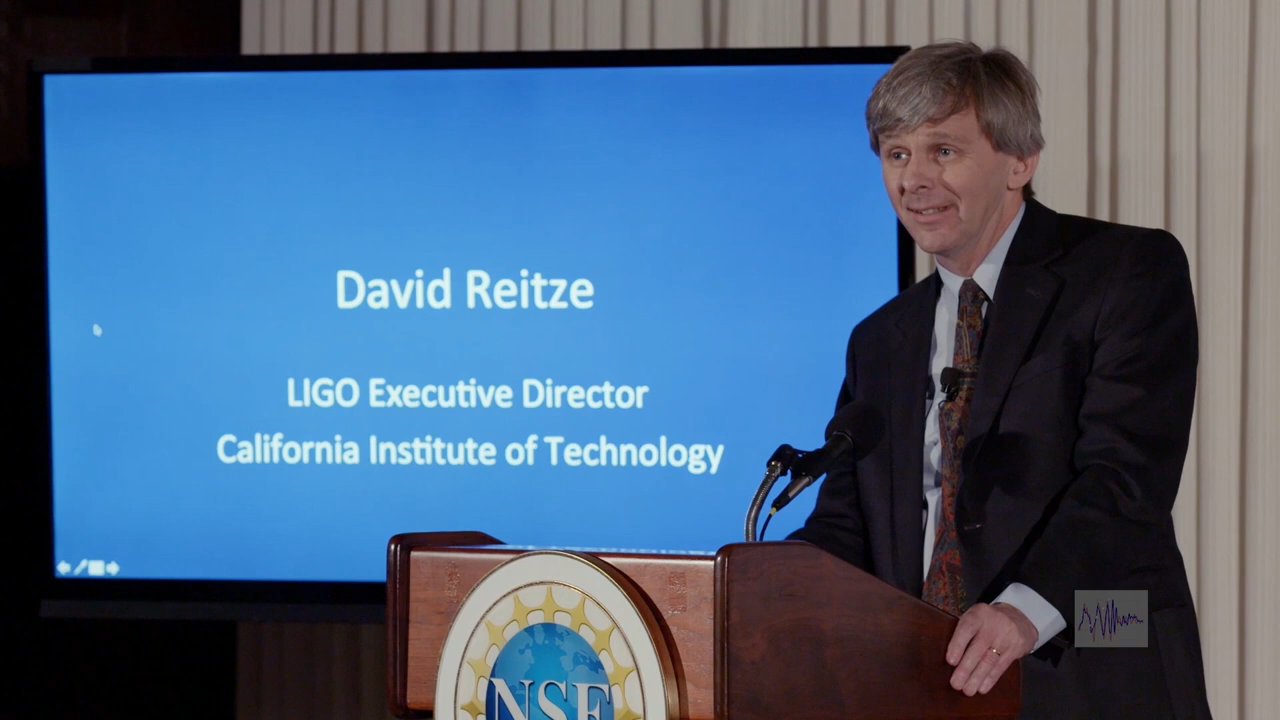 David Reitze
LIGO Executive Director
California Institute of Technology
NSF